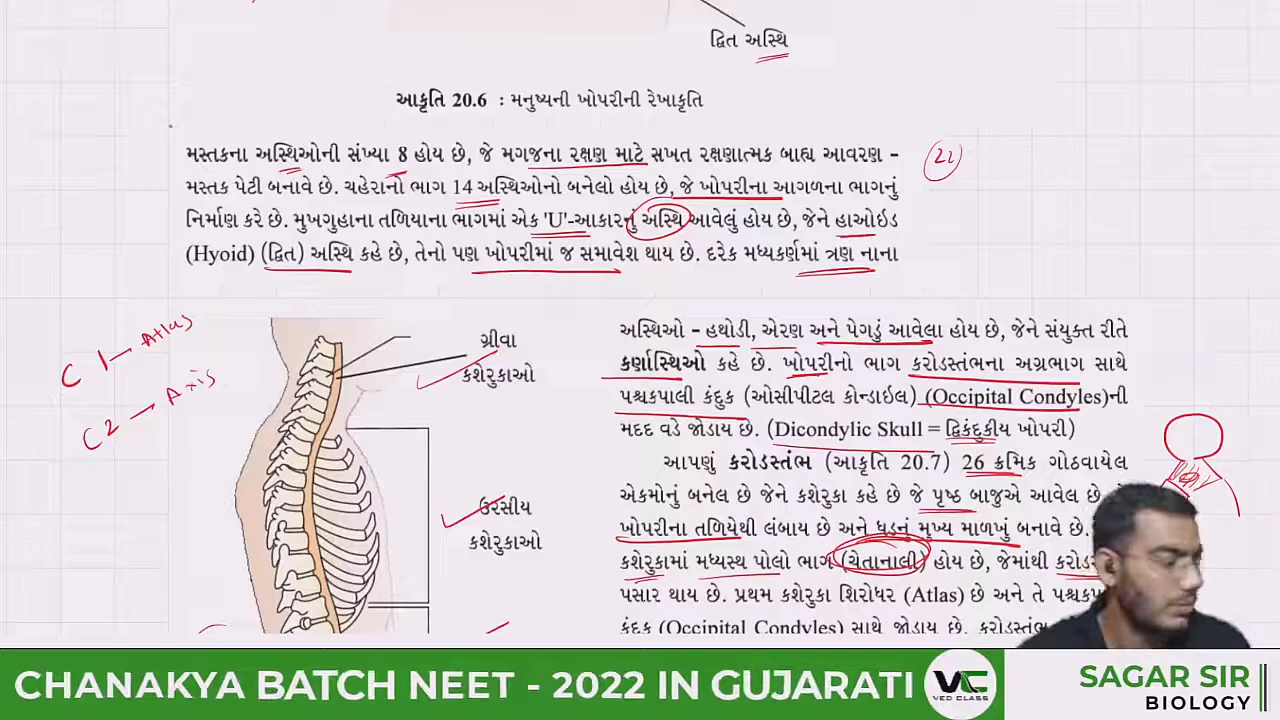 દ્વિત અસ્થિ
આકૃતિ 20.6 : મનુષ્યની ખોપરીની રેખાકૃતિ
મસ્તકના અસ્થિઓની સંખ્યા 8 હોય છે, જે મગજના રક્ષણ માટે સખત રક્ષણાત્મક બાહ્ય આવરણ -
મસ્તક પેટી બનાવે છે. ચહેરાનો ભાગ 14 અસ્થિઓનો બનેલો હોય છે, જે ખોપરીના આગળના ભાગનું
નિર્માણ કરે છે. મુખગુહાના તળિયાના ભાગમાં એક 'U'-આકારનું અસ્થિ આવેલું હોય છે, જેને હાઓઇડ
(Hyoid) (દ્વિત) અસ્થિ કહે છે, તેનો પણ ખોપરીમાં જ સમાવેશ થાય છે. દરેક મધ્યકર્ણમાં ત્રણ નાના
22
C1 - Atlas
C2 → Axis
ગ્રીવા
કશેરુકાઓ
ઉરસીય
કશેરુકાઓ
અસ્થિઓ - હથોડી, એરણ અને પેગડું આવેલા હોય છે, જેને સંયુક્ત રીતે
કર્ણાસ્થિઓ કહે છે. ખોપરીનો ભાગ કરોડસ્તંભના અગ્રભાગ સાથે
પશ્ચકપાલી કંદુક (ઓસીપીટલ કોન્ડાઇલ) (Occipital Condyles)ની
મદદ વડે જોડાય છે. (Dicondylic Skull = દ્વિકંદુકીય ખોપરી)
આપણું કરોડસ્તંભ (આકૃતિ 20.7) 26 ક્રમિક ગોઠવાયેલ
એકમોનું બનેલ છે જેને કશેરુકા કહે છે જે પૃષ્ઠ બાજુએ આવેલ છે.
ખોપરીના તળિયેથી લંબાય છે અને ધડનું મુખ્ય માળખું બનાવે છે.
કશેરુકામાં મધ્યસ્થ પોલો ભાગ (ચેતાનાલી) હોય છે, જેમાંથી
પસાર થાય છે. પ્રથમ કશેરુકા શિરોધર (Atlas) છે અને તે
કંદુક (Occipital Condyles) સાથે જોડાય છે.
CHANAKYA BATCH NEET - 2022 IN GUJARATI
VED CLASS
SAGAR SIR
BIOLOGY